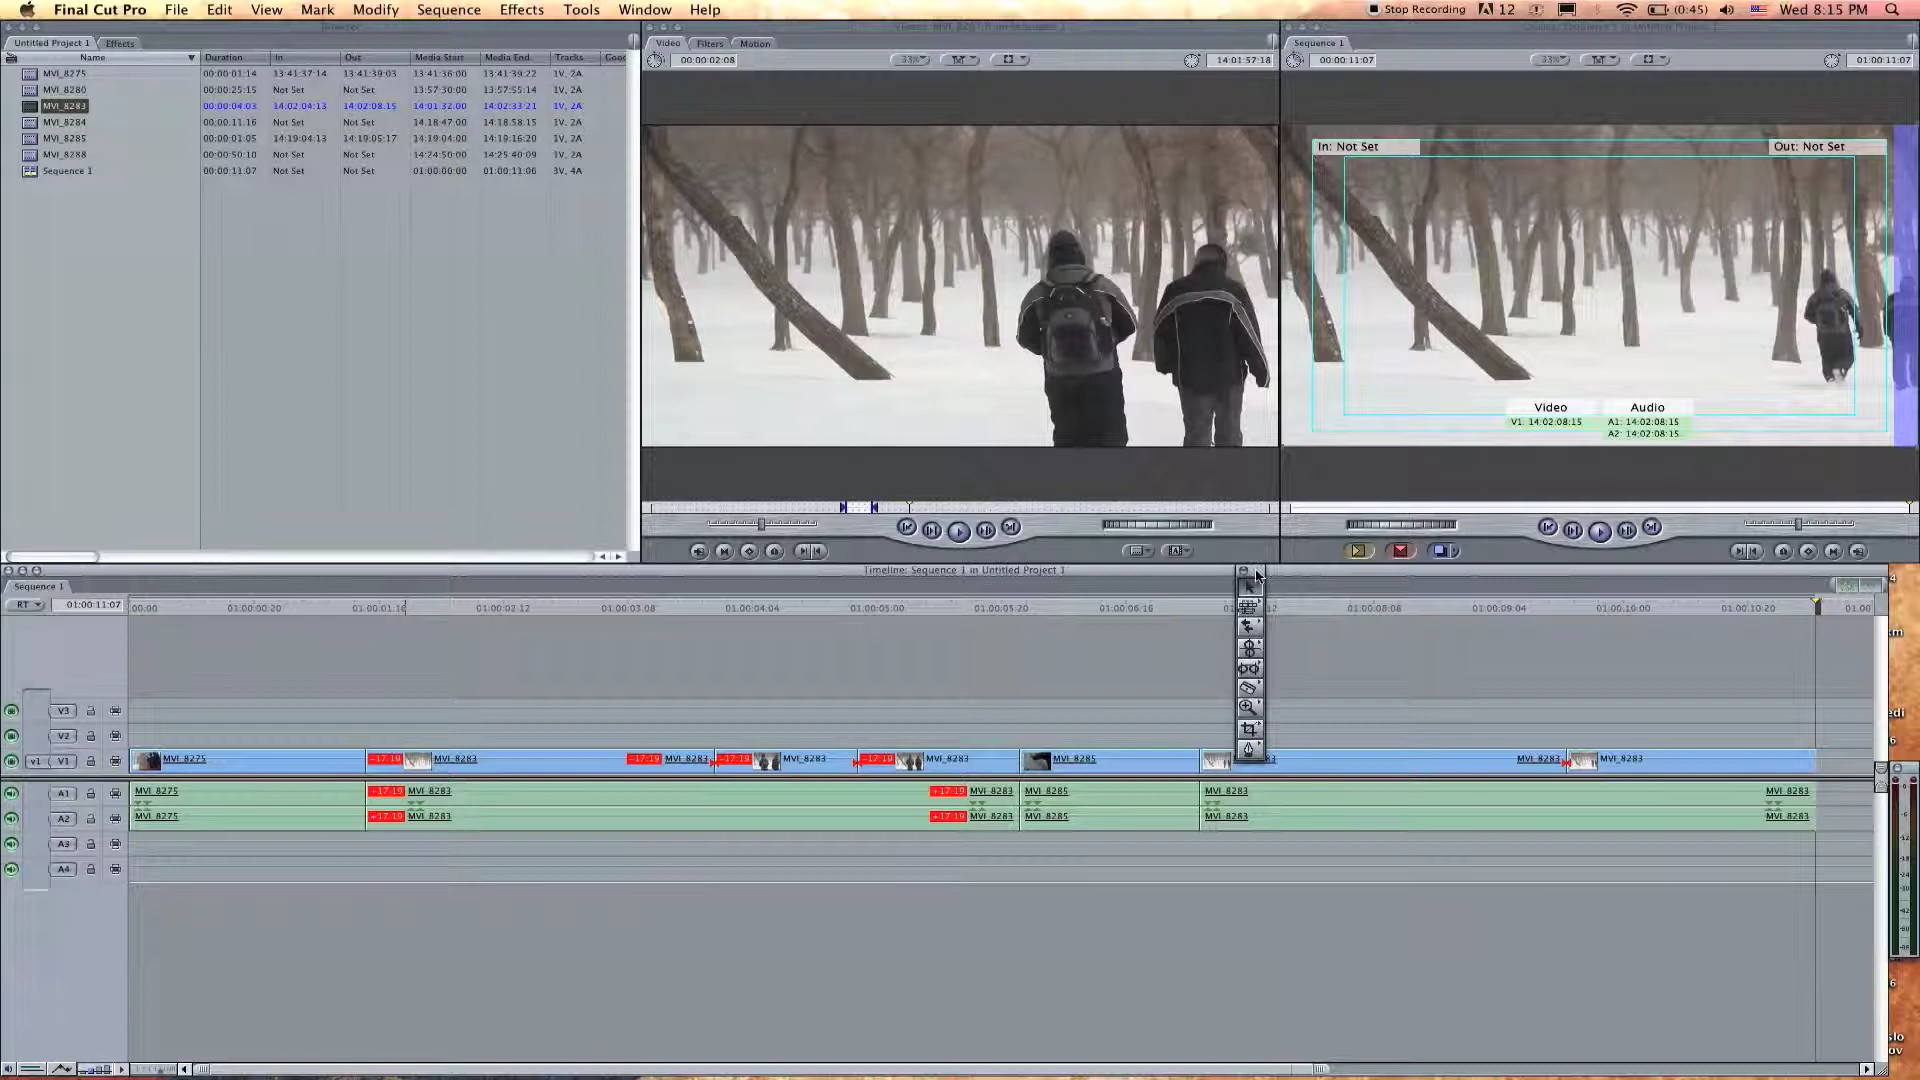 Final Cut Pro File Edit View Mark Modify Sequence Effects Tools Window Help Stop Recording 12 (0:45) Wed 8:15 PM
Untitled Project 1 Effects
Name Duration In Out Media Start Media End Tracks
MVI_8275 00:00:01:14 13:41:37:14 13:41:39:03 13:41:36:00 13:41:39:22 1V, 2A
MVI_8280 00:00:25:15 Not Set Not Set 13:57:30:00 13:57:55:14 1V, 2A
MVI_8283 00:00:04:03 14:02:04:13 14:02:08:15 14:01:32:00 14:02:33:21 1V, 2A
MVI_8284 00:00:11:16 Not Set Not Set 14:18:47:00 14:18:58:15 1V, 2A
MVI_8285 00:00:01:05 14:19:04:13 14:19:05:17 14:19:04:00 14:19:16:20 1V, 2A
MVI_8288 00:00:50:10 Not Set Not Set 14:24:50:00 14:25:40:09 1V, 2A
Sequence 1 00:00:11:07 Not Set Not Set 01:00:00:00 01:00:11:06 3V, 4A
Video Filters Motion
00:00:02:08 33% 14:01:57:18
Sequence 1
00:00:11:07 33% 01:00:11:07
In: Not Set Out: Not Set
Video Audio
V1: 14:02:08:15 A1: 14:02:08:15
A2: 14:02:08:15
Timeline: Sequence 1 in Untitled Project 1
Sequence 1
RT 01:00:11:07 00:00 01:00:00:20 01:00:01:16 01:00:02:12 01:00:03:08 01:00:04:04 01:00:05:00 01:00:05:20 01:00:06:16 01:00:08:08 01:00:09:04 01:00:10:00 01:00:10:20 01:00
V3
V2
v1 V1 MVI_8275 -17:19 MVI_8283 -17:19 MVI_8283 -17:19 MVI_8283 -17:19 MVI_8283 MVI_8285 MVI_8283 MVI_8283
A1 MVI_8275 +17:19 MVI_8283 +17:19 MVI_8283 MVI_8285 MVI_8283 MVI_8283
A2 MVI_8275 +17:19 MVI_8283 +17:19 MVI_8283 MVI_8285 MVI_8283 MVI_8283
A3
A4